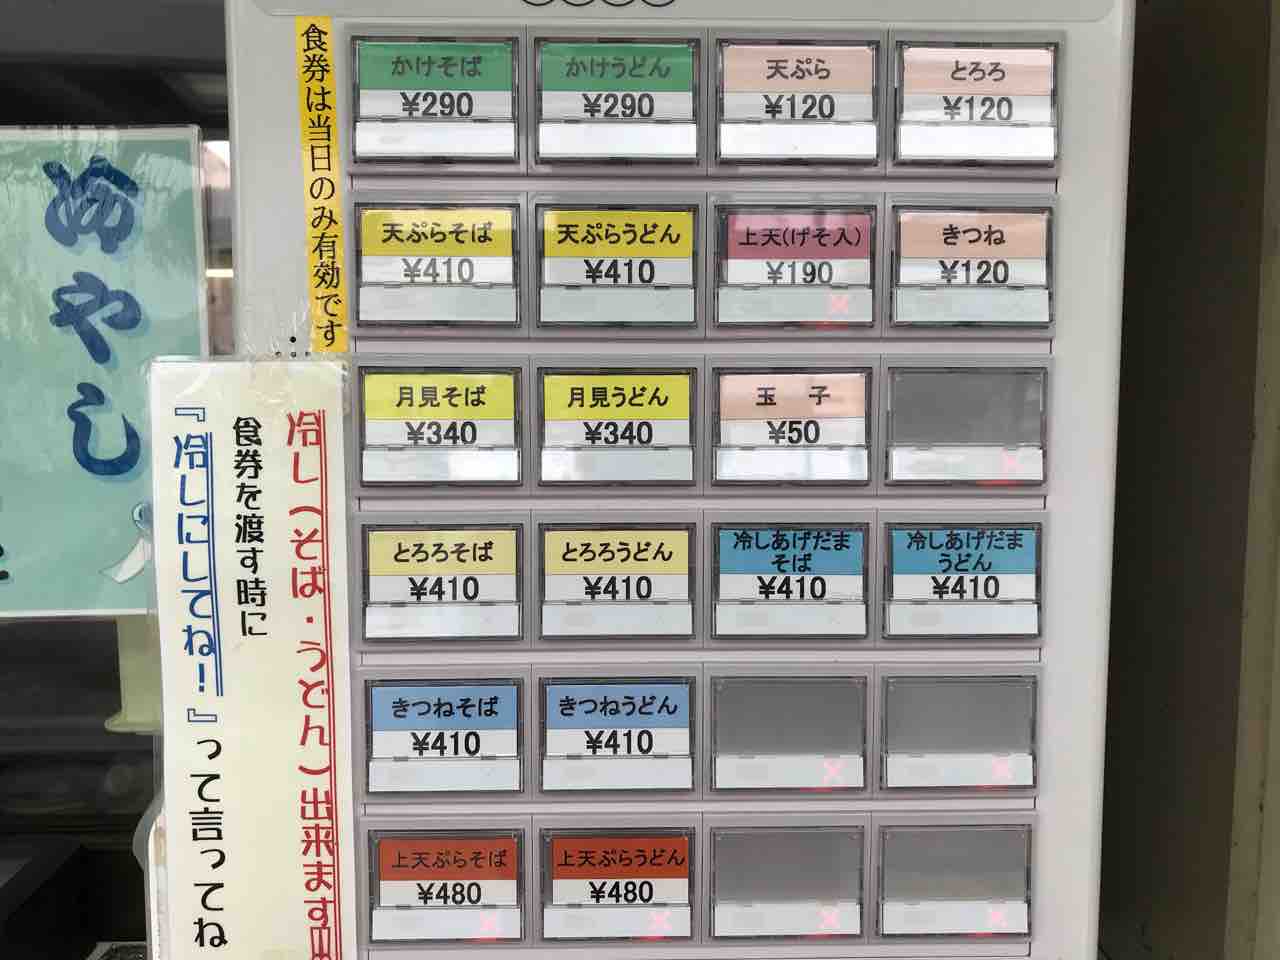 食券は当日のみ有効です
ひやし
冷し(そば・うどん)出来ます!!
食券を渡す時に
『冷しにしてね!』って言ってね
かけそば
¥290
かけうどん
¥290
天ぷら
¥120
とろろ
¥120
天ぷらそば
¥410
天ぷらうどん
¥410
上天(げそ入)
¥190
×
きつね
¥120
月見そば
¥340
月見うどん
¥340
玉 子
¥50
×
とろろそば
¥410
とろろうどん
¥410
冷しあげだま
そば
¥410
冷しあげだま
うどん
¥410
きつねそば
¥410
きつねうどん
¥410
×
×
上天ぷらそば
¥480
×
上天ぷらうどん
¥480
×
×
×